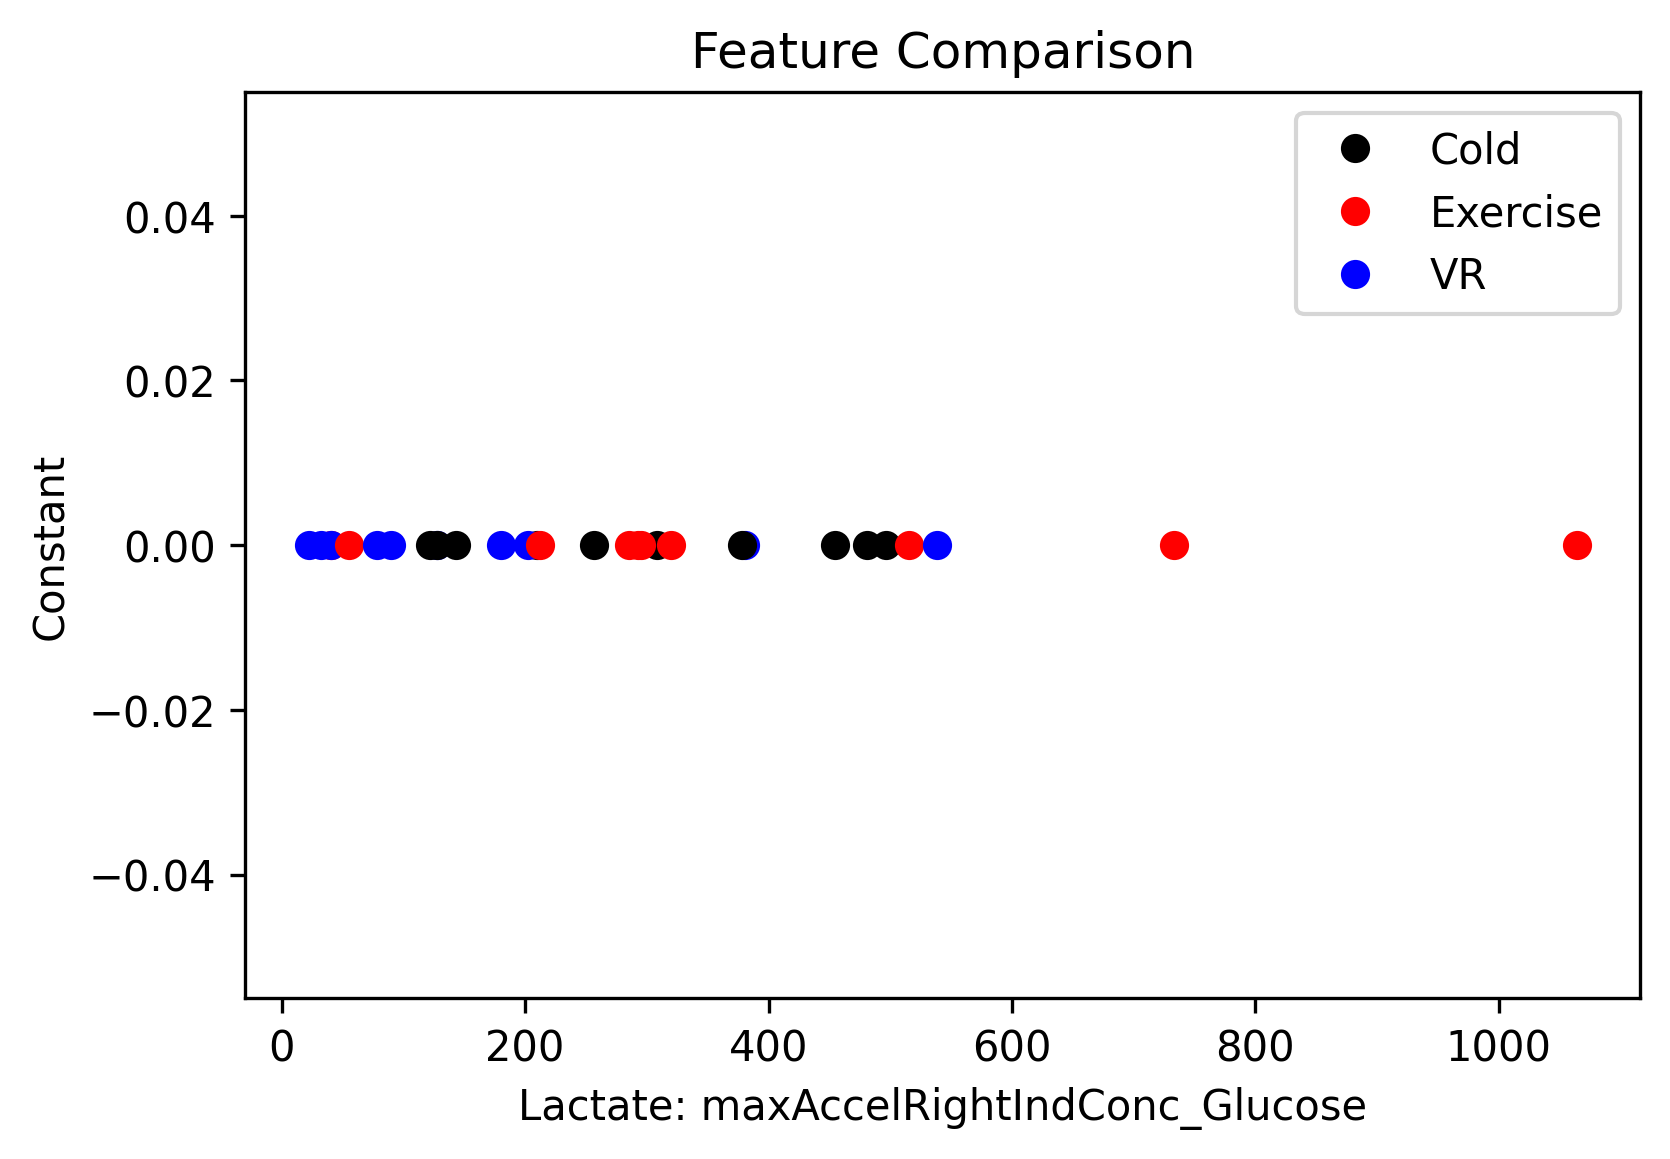 Feature Comparison
Cold
Exercise
VR
0.04
0.02
0.00
−0.02
−0.04
Constant
0 200 400 600 800 1000
Lactate: maxAccelRightIndConc_Glucose